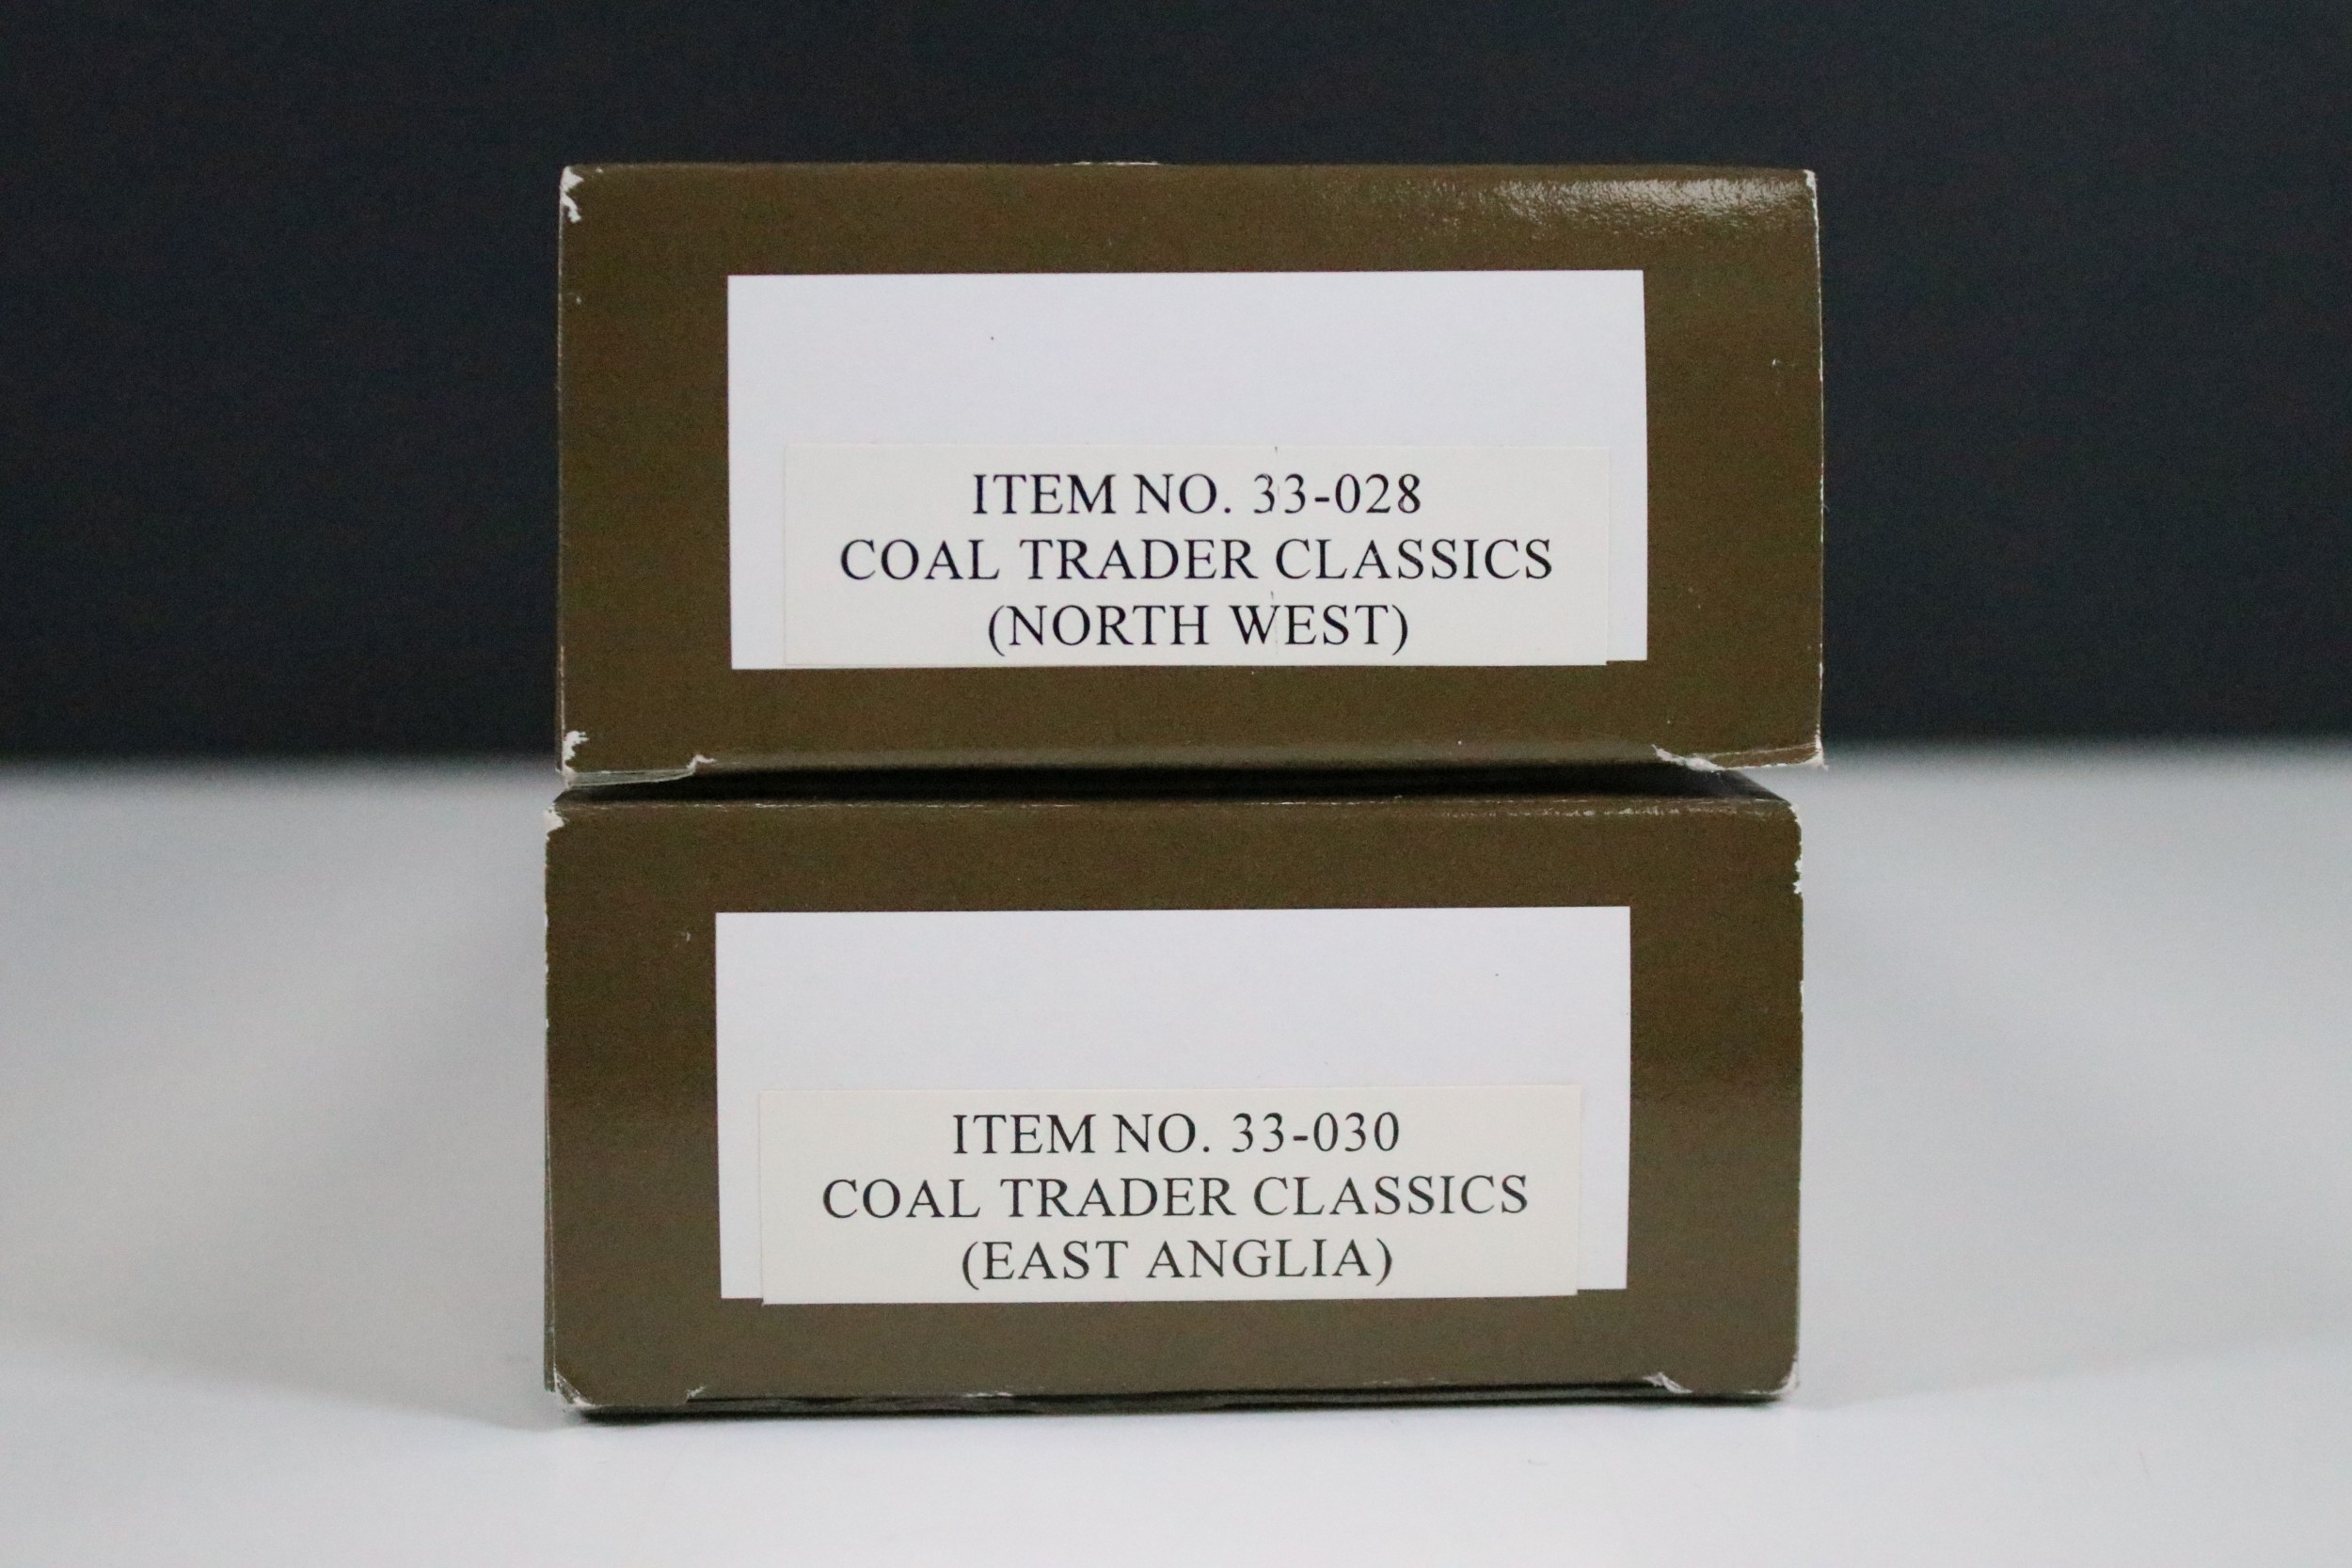 ITEM NO. 33-028
COAL TRADER CLASSICS
(NORTH WEST)
ITEM NO. 33-030
COAL TRADER CLASSICS
(EAST ANGLIA)